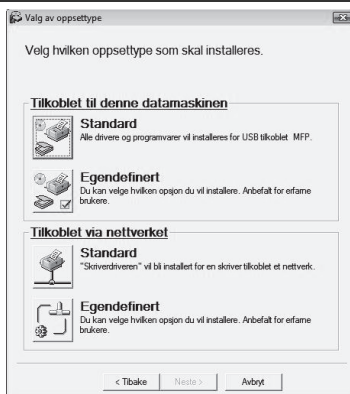 Valg av oppsettype
Velg hvilken oppsettype som skal installeres.
Tilkoblet til denne datamaskinen
Standard
Alle drivere og programvarer vil installeres for USB tilkoblet MFP.
Egendefinert
Du kan velge hvilken opsjon du vil installere. Anbefalt for erfarne
brukere.
Tilkoblet via nettverket
Standard
"Skriverdriveren" vil bli installert for en skriver tilkoblet et nettverk.
Egendefinert
Du kan velge hvilken opsjon du vil installere. Anbefalt for erfarne
brukere.
< Tibake Neste > Avbryt